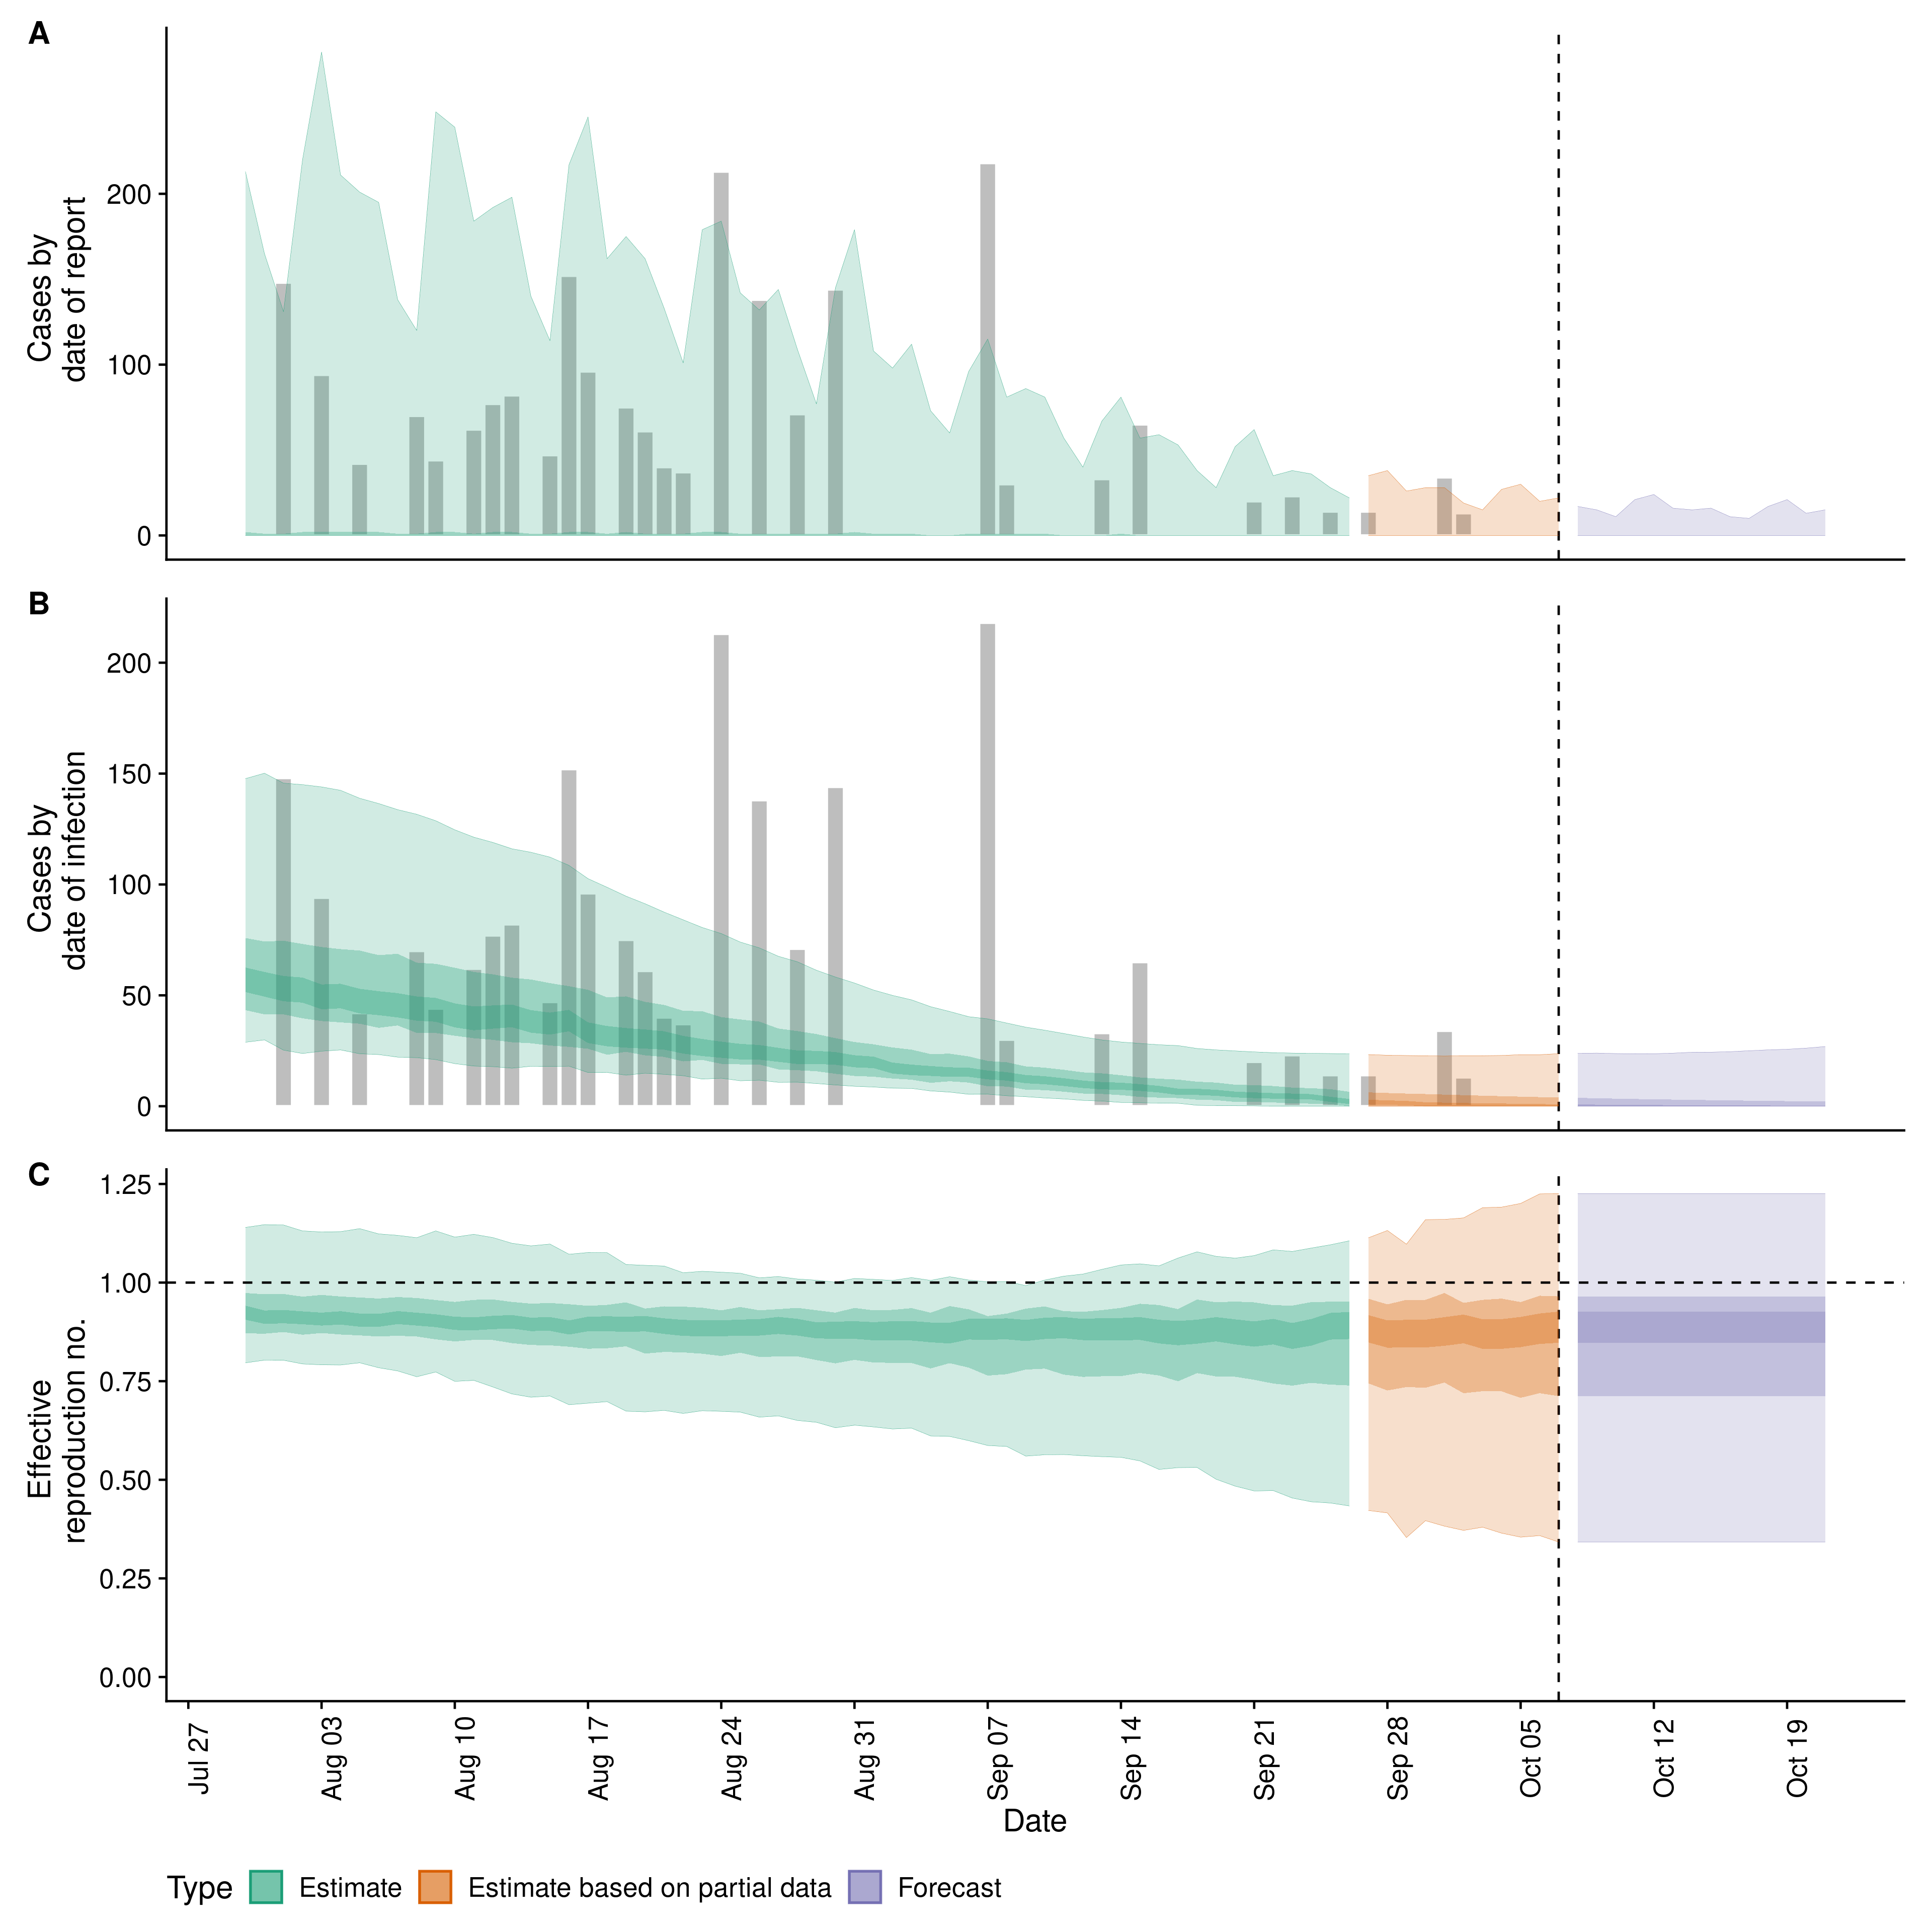 A
Cases by
date of report
200
100
0
B
Cases by
date of infection
200
150
100
50
0
C
Effective
reproduction no.
1.25
1.00
0.75
0.50
0.25
0.00
Jul 27
Aug 03
Aug 10
Aug 17
Aug 24
Aug 31
Sep 07
Sep 14
Sep 21
Sep 28
Oct 05
Oct 12
Oct 19
Date
Type Estimate Estimate based on partial data Forecast